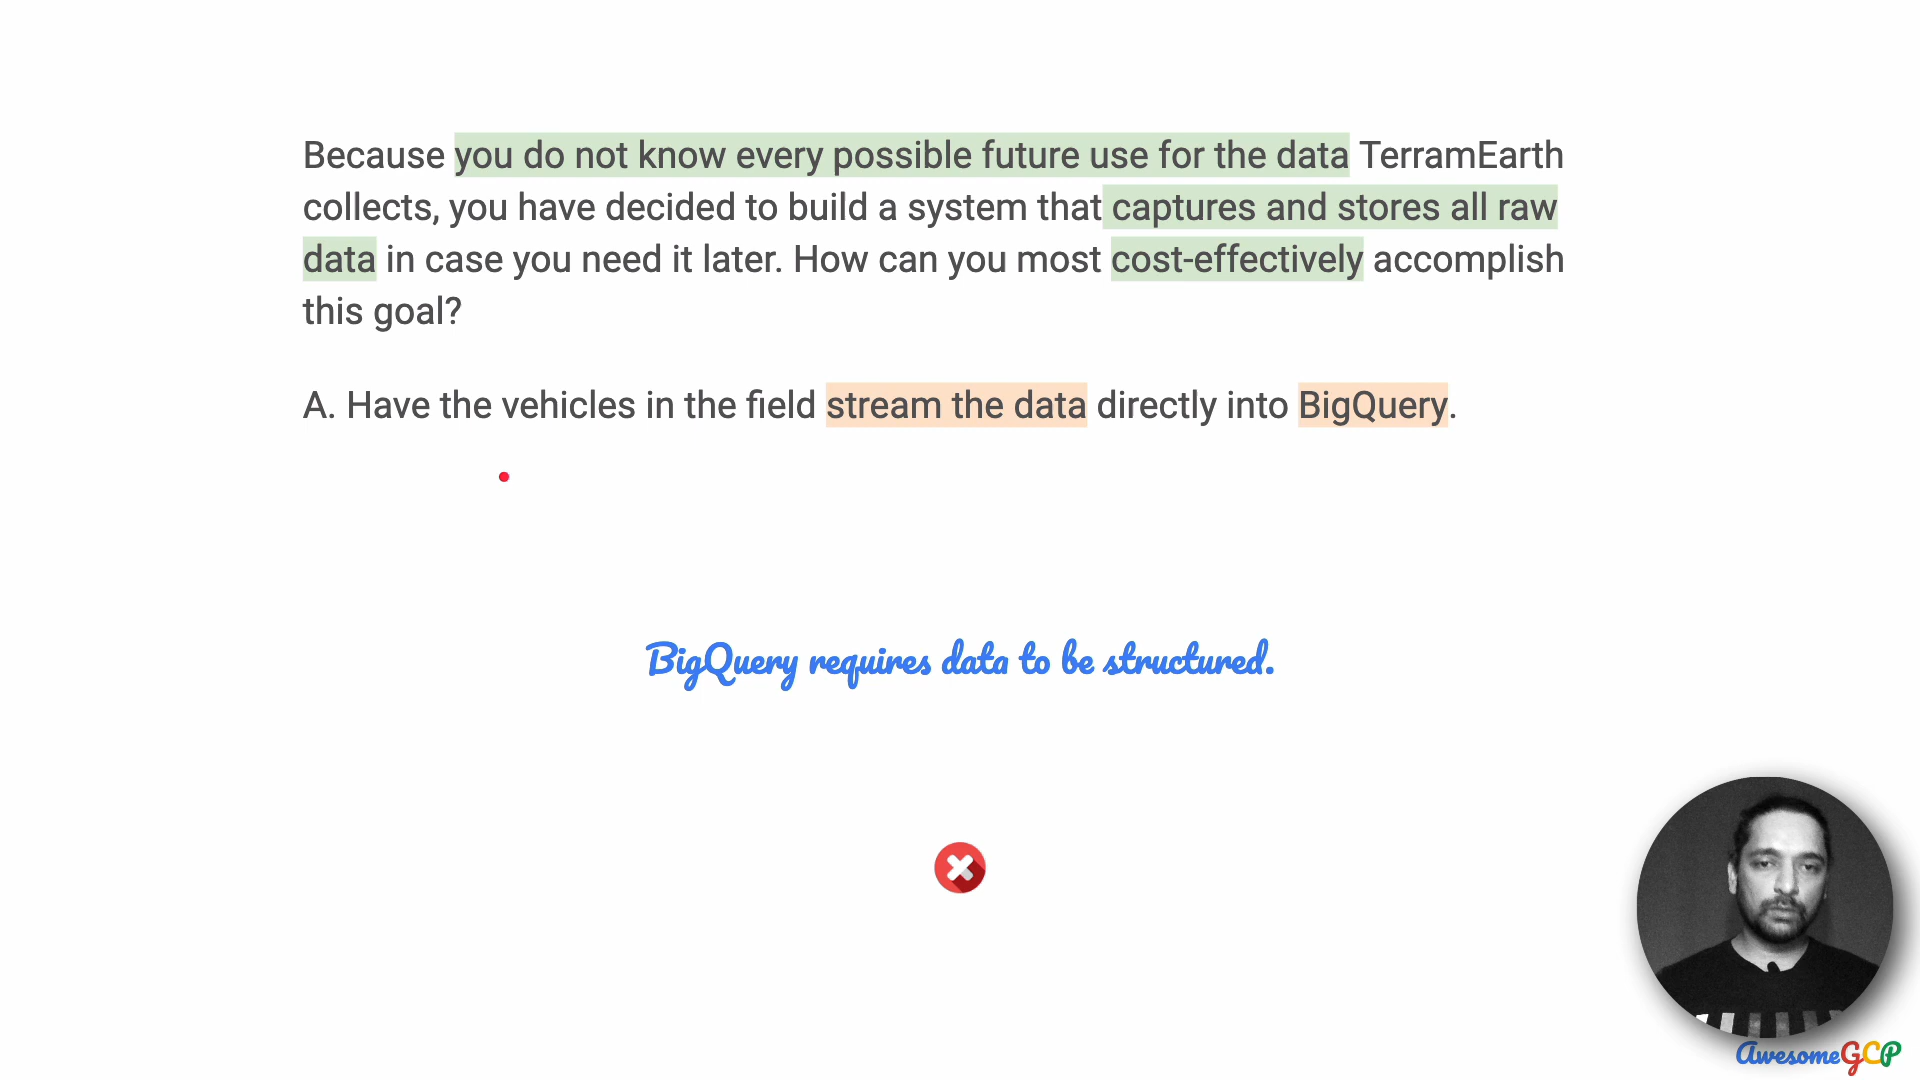 Because you do not know every possible future use for the data TerramEarth
collects, you have decided to build a system that captures and stores all raw
data in case you need it later. How can you most cost-effectively accomplish
this goal?
A. Have the vehicles in the field stream the data directly into BigQuery.
BigQuery requires data to be structured.
AwesomeGCP